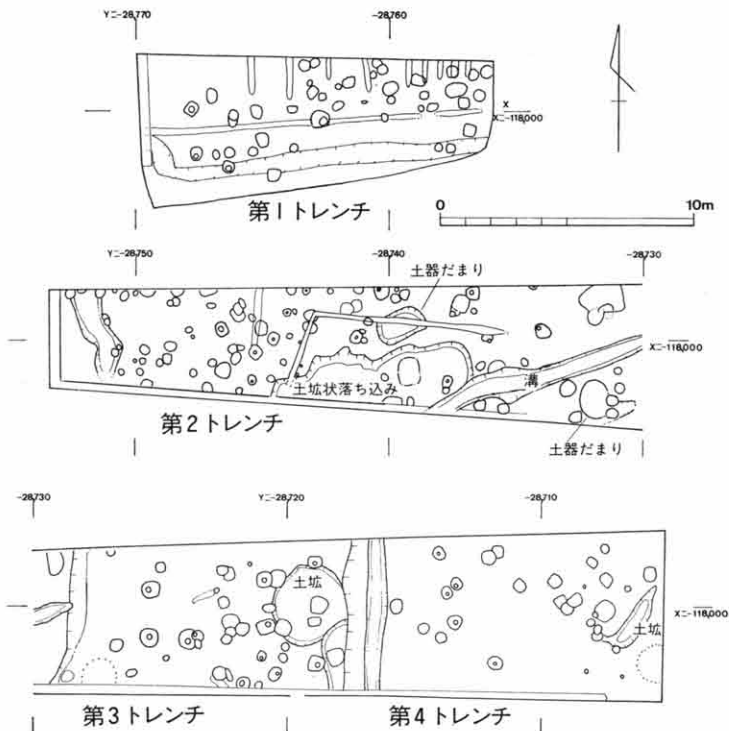 Y=-28,770
-28,760
X
X=-118,000
第1トレンチ
0
10m
Y=-28,750
-28,740
-28,730
土器だまり
X=-118,000
土坑状落ち込み
溝
第2トレンチ
土器だまり
-28,730
Y=-28,720
-28,710
土坑
X=-118,000
土坑
第3トレンチ
第4トレンチ